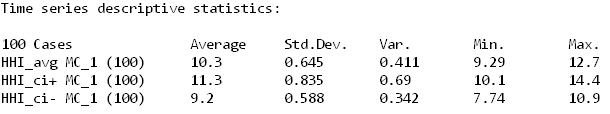 Time series descriptive statistics:
100 Cases Average Std.Dev. Var. Min. Max.
HHI_avg MC_1 (100) 10.3 0.645 0.411 9.29 12.7
HHI_ci+ MC_1 (100) 11.3 0.835 0.69 10.1 14.4
HHI_ci- MC_1 (100) 9.2 0.588 0.342 7.74 10.9